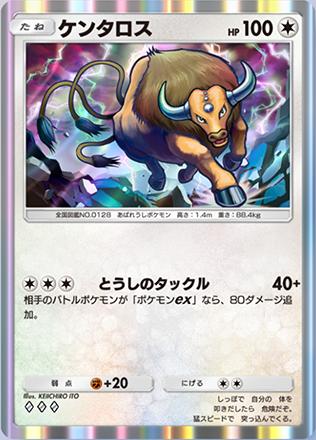 たね ケンタロス HP 100
全国図鑑NO.0128 あばれうしポケモン 高さ:1.4m 重さ:88.4kg
とうしのタックル 40+
相手のバトルポケモンが「ポケモンex」なら、80ダメージ追
加。
弱点 +20 にげる
Illus. KEIICHIRO ITO
しっぽで 自分の 体を
叩きだしたら 危険だ。
猛スピードで 突っ込んでくる。